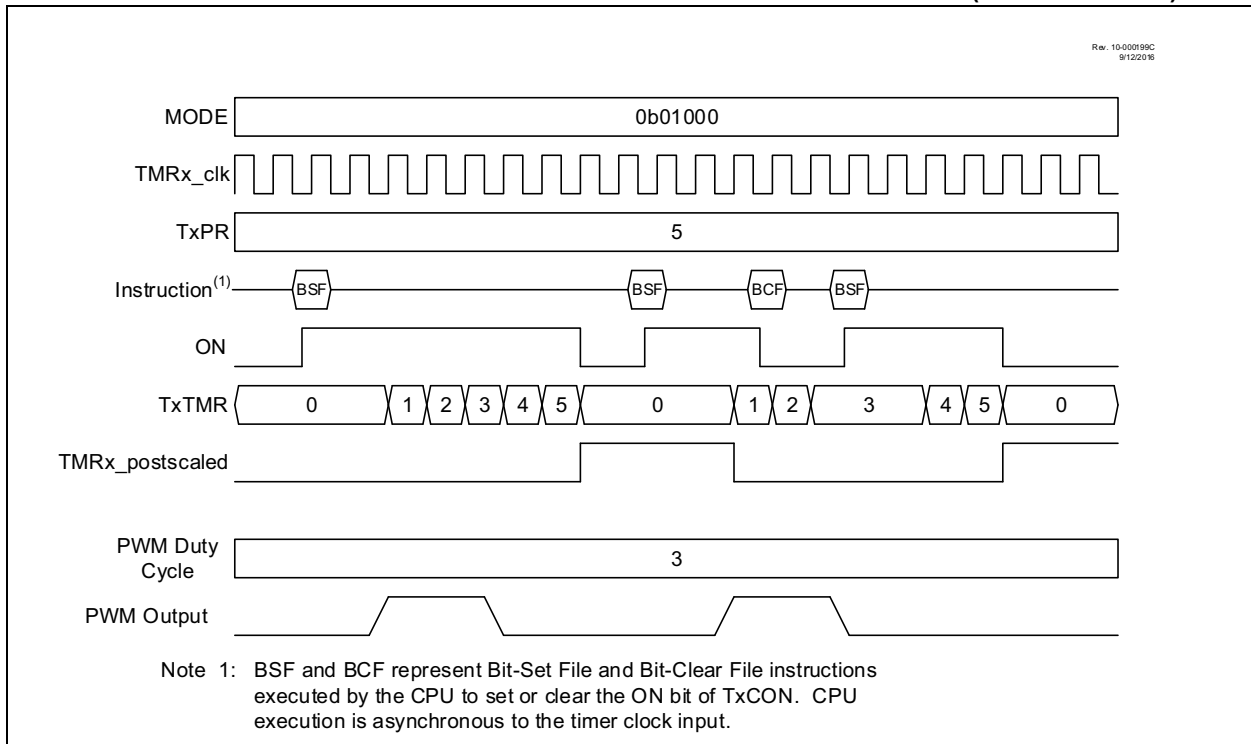 Rev. 10-000199C
9/12/2016
MODE 0b01000
TMRx_clk
TxPR 5
Instruction(1) BSF BSF BCF BSF
ON
TxTMR 0 1 2 3 4 5 0 1 2 3 4 5 0
TMRx_postscaled
PWM Duty
Cycle 3
PWM Output
Note 1: BSF and BCF represent Bit-Set File and Bit-Clear File instructions
executed by the CPU to set or clear the ON bit of TxCON. CPU
execution is asynchronous to the timer clock input.